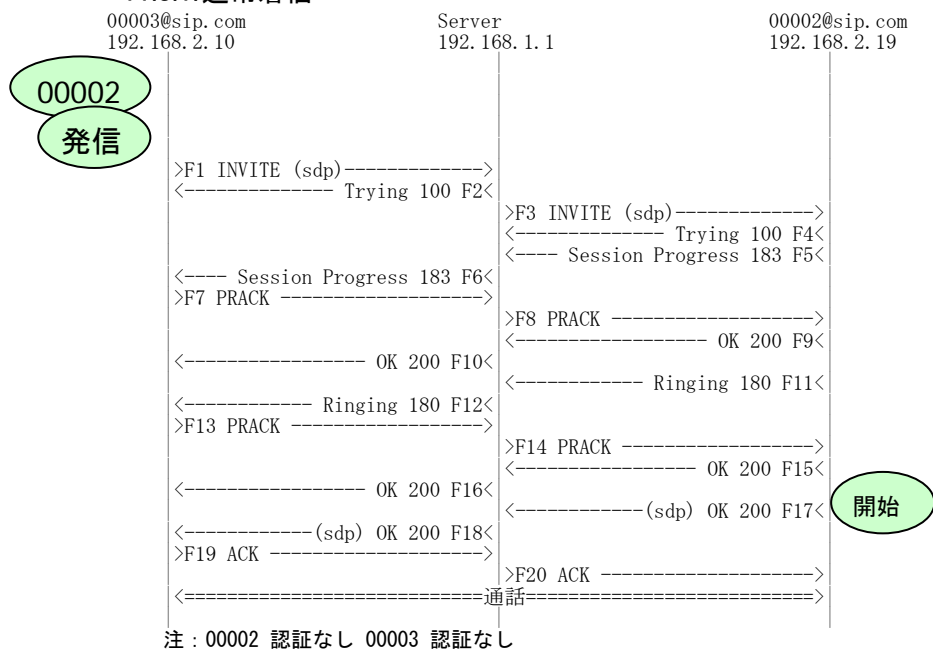 00003@sip.com Server 00002@sip.com
192.168.2.10 192.168.1.1 192.168.2.19
00002
発信
>F1 INVITE (sdp)------------->
<-------------- Trying 100 F2<
>F3 INVITE (sdp)------------->
<-------------- Trying 100 F4<
<---- Session Progress 183 F5<
<---- Session Progress 183 F6<
>F7 PRACK ------------------->
>F8 PRACK ------------------->
<------------------ OK 200 F9<
<----------------- OK 200 F10<
<------------ Ringing 180 F11<
<------------ Ringing 180 F12<
>F13 PRACK ------------------>
>F14 PRACK ------------------>
<----------------- OK 200 F15<
<----------------- OK 200 F16<
<------------(sdp) OK 200 F17<
開始
<------------(sdp) OK 200 F18<
>F19 ACK -------------------->
>F20 ACK -------------------->
<============================通話===========================>
注：00002 認証なし 00003 認証なし